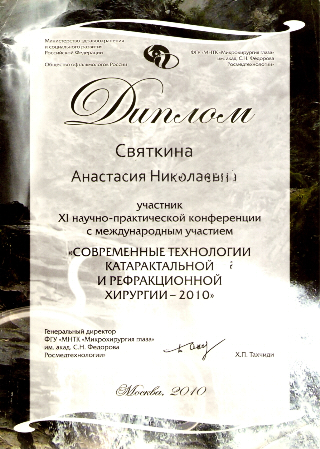 Министерство здравоохранения
и социального развития
Российской Федерации
Общество офтальмологов России
ФГУ «МНТК «Микрохирургия глаза»
им. акад. С.Н. Федорова
Росмедтехнологии»
Диплом
Святкина
Анастасия Николаевна
участник
XI научно-практической конференции
с международным участием
«СОВРЕМЕННЫЕ ТЕХНОЛОГИИ
КАТАРАКТАЛЬНОЙ
И РЕФРАКЦИОННОЙ
ХИРУРГИИ – 2010»
Генеральный директор
ФГУ «МНТК «Микрохирургия глаза»
им. акад. С.Н. Федорова
Росмедтехнологии»
Х.П. Тахчиди
Москва, 2010